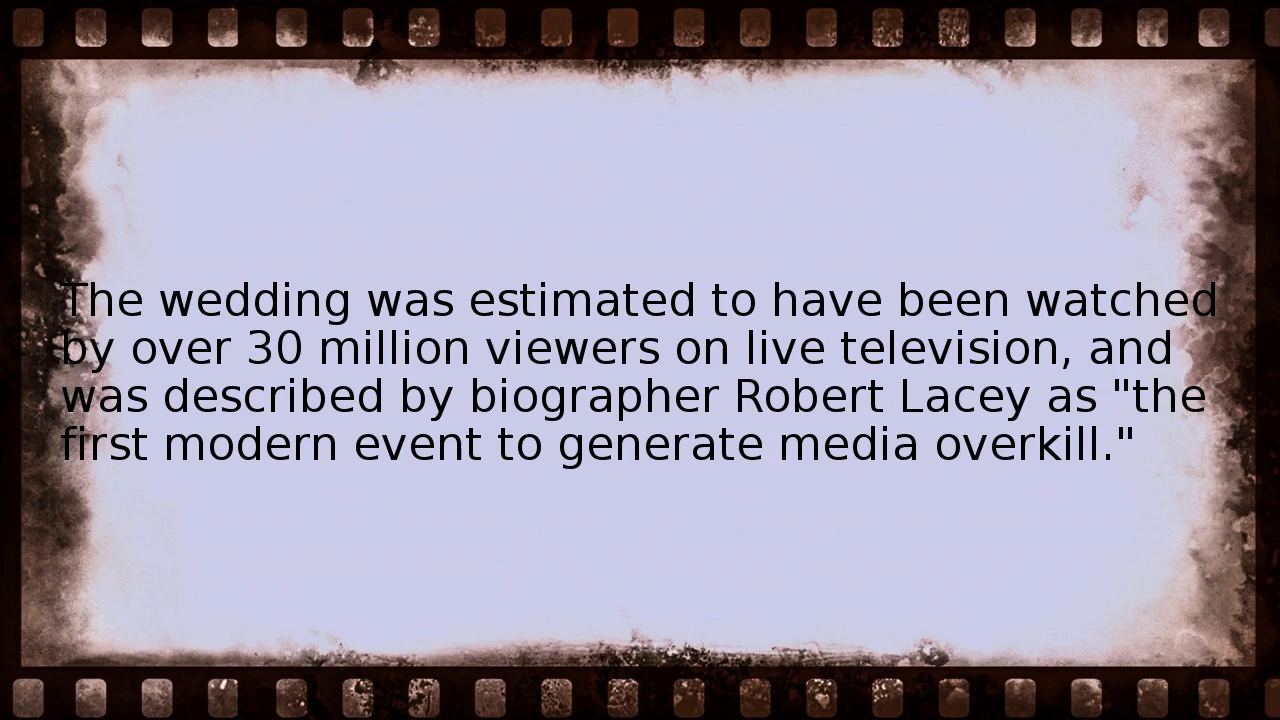 The wedding was estimated to have been watched
by over 30 million viewers on live television, and
was described by biographer Robert Lacey as "the
first modern event to generate media overkill."